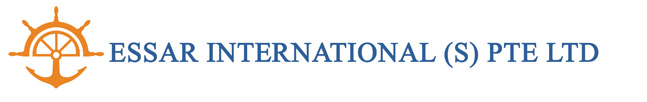 ESSAR INTERNATIONAL (S) PTE LTD